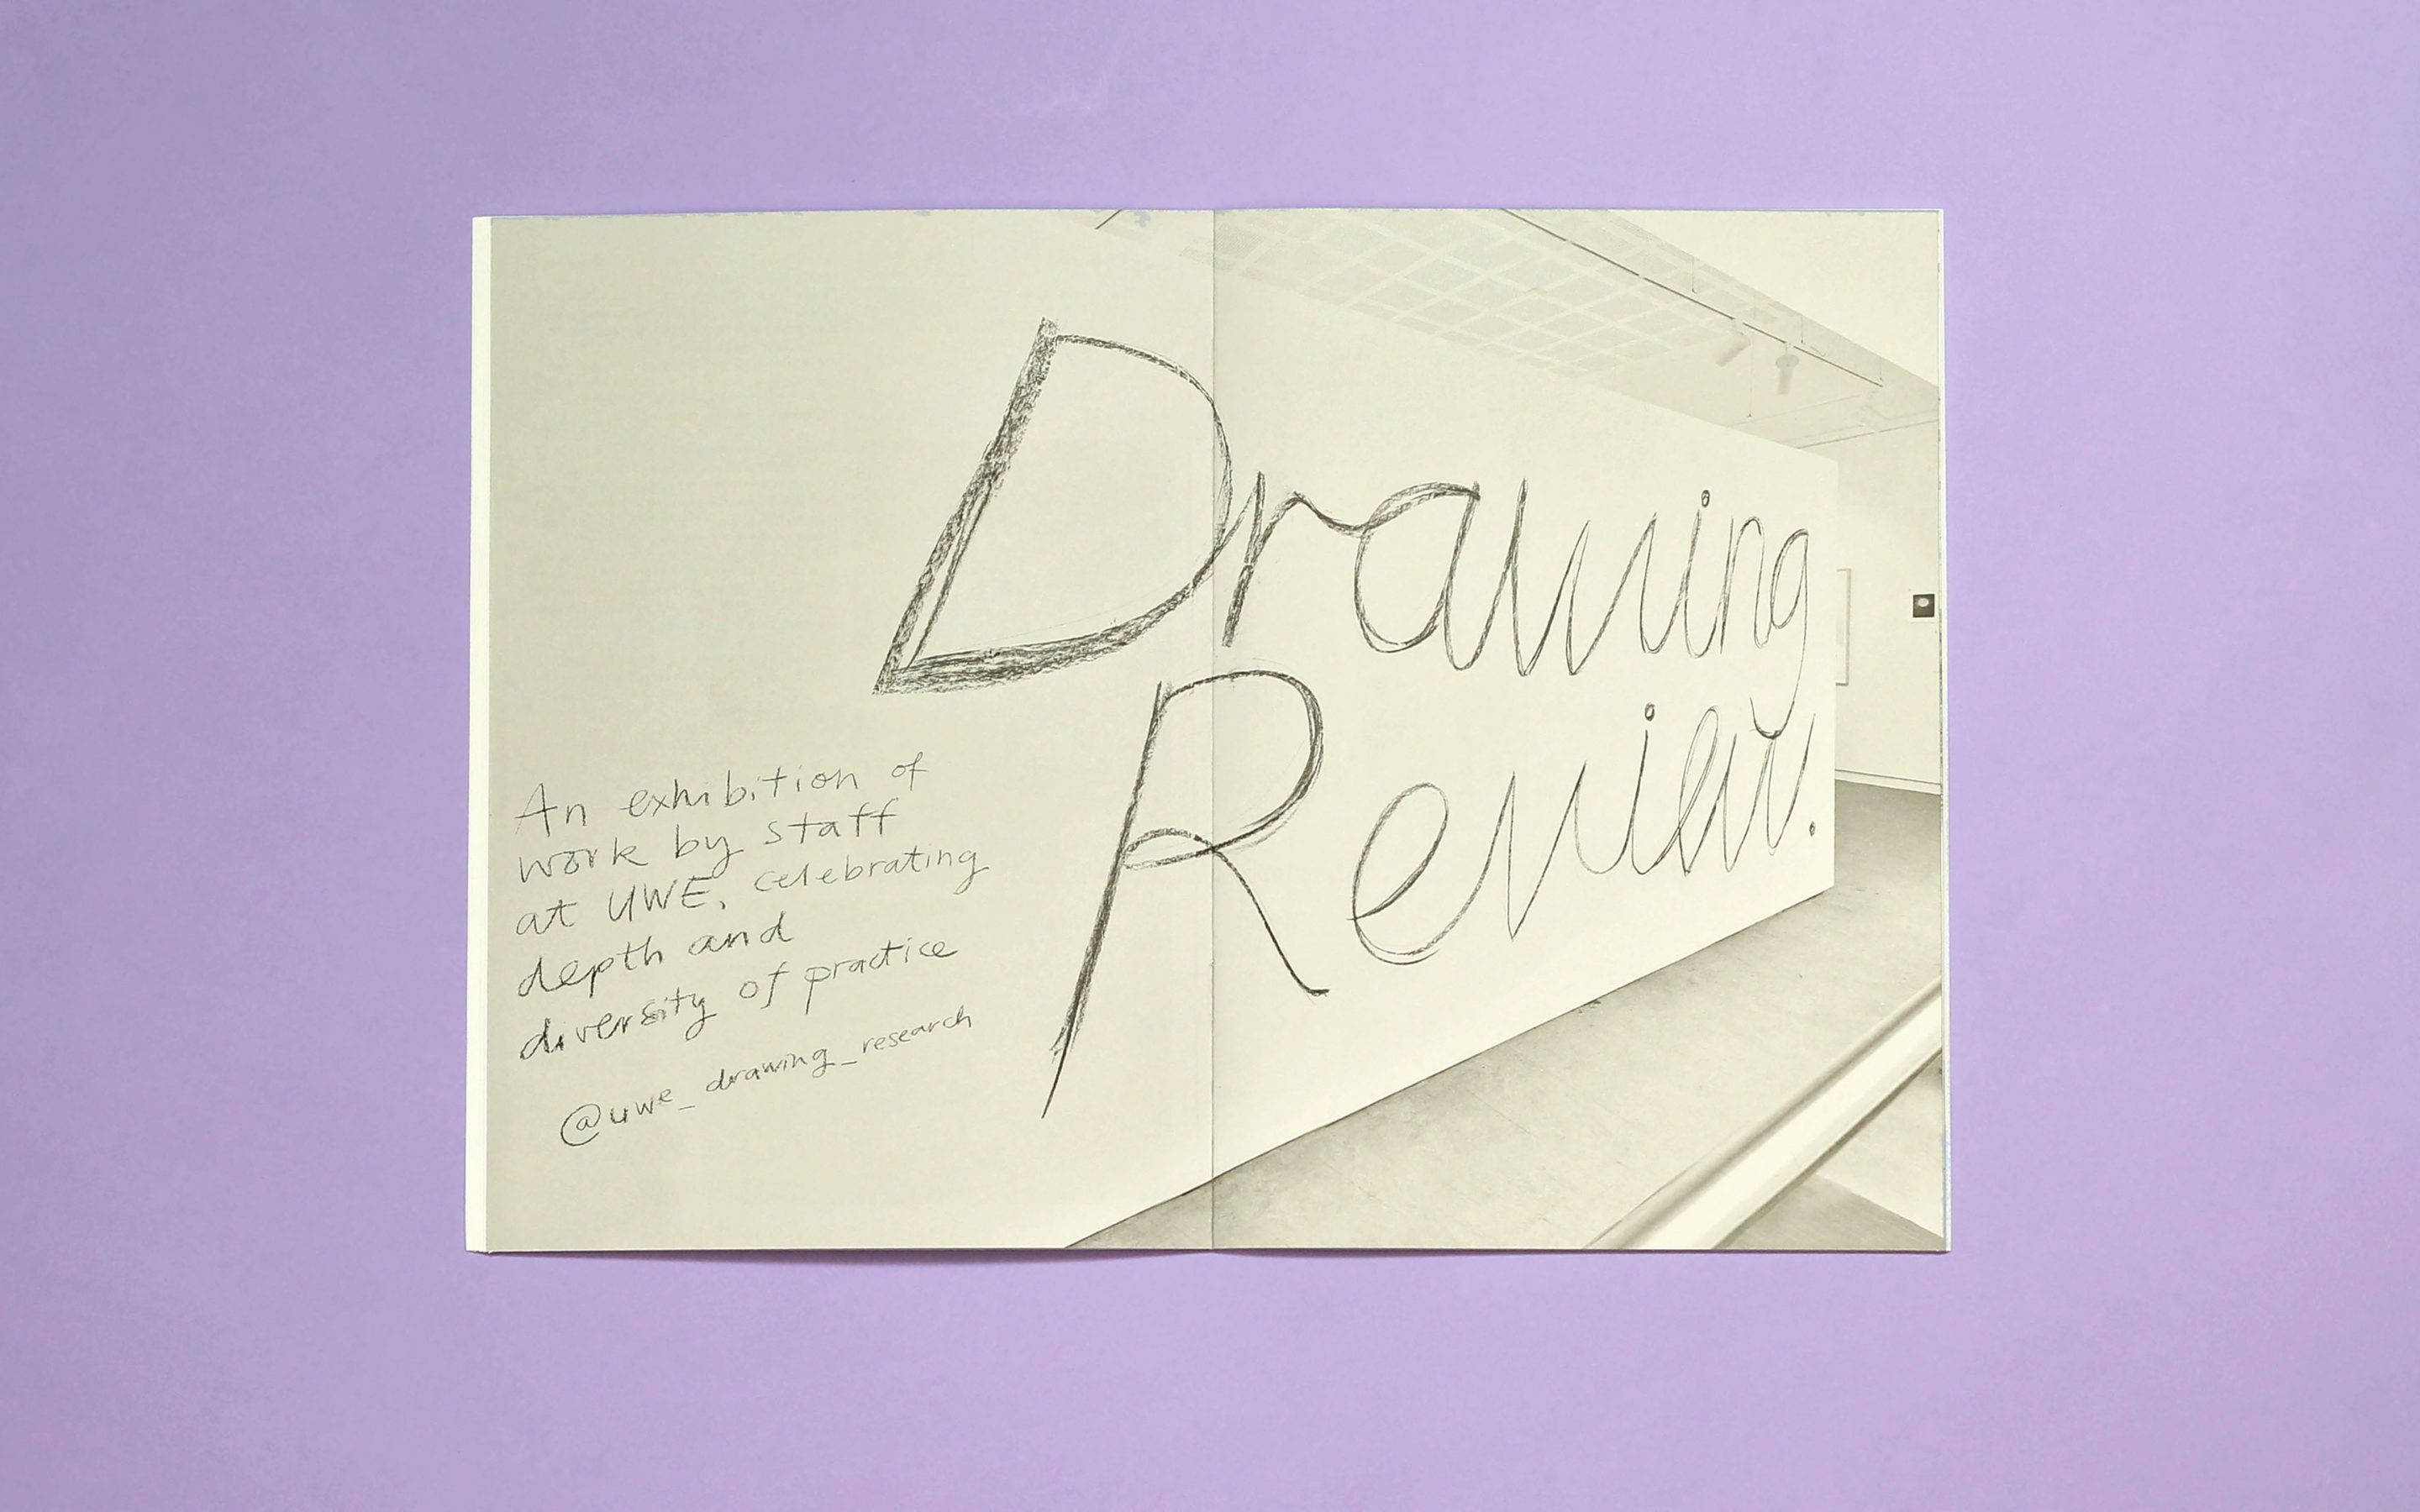 Drawing
Review.
An exhibition of
work by staff
at UWE, celebrating
depth and
diversity of practice
@uwe_drawing_research